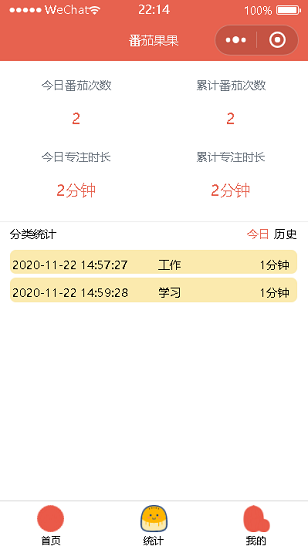 WeChat 22:14 100%
番茄果果
今日番茄次数 累计番茄次数
2 2
今日专注时长 累计专注时长
2分钟 2分钟
分类统计 今日 历史
2020-11-22 14:57:27 工作 1分钟
2020-11-22 14:59:28 学习 1分钟
首页 统计 我的